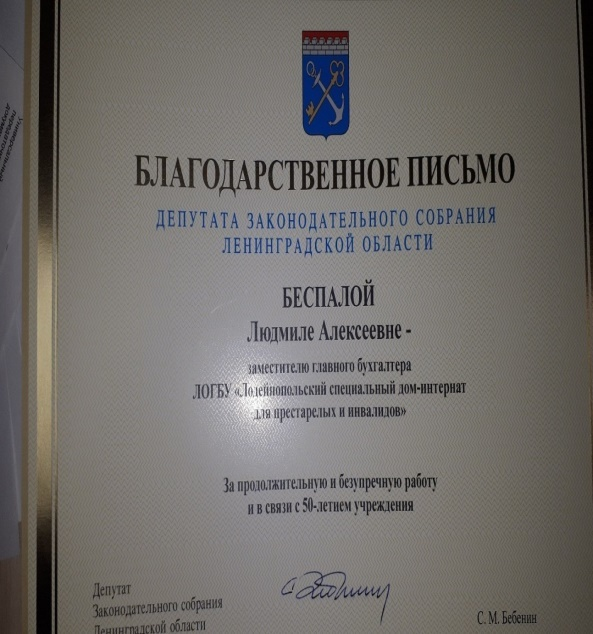 БЛАГОДАРСТВЕННОЕ ПИСЬМО
ДЕПУТАТА ЗАКОНОДАТЕЛЬНОГО СОБРАНИЯ
ЛЕНИНГРАДСКОЙ ОБЛАСТИ
БЕСПАЛОЙ
Людмиле Алексеевне -
заместителю главного бухгалтера
ЛОГБУ «Лодейнопольский специальный дом-интернат
для престарелых и инвалидов»
За продолжительную и безупречную работу
и в связи с 50-летием учреждения
Депутат
Законодательного собрания
Ленинградской области
С. М. Бебенин